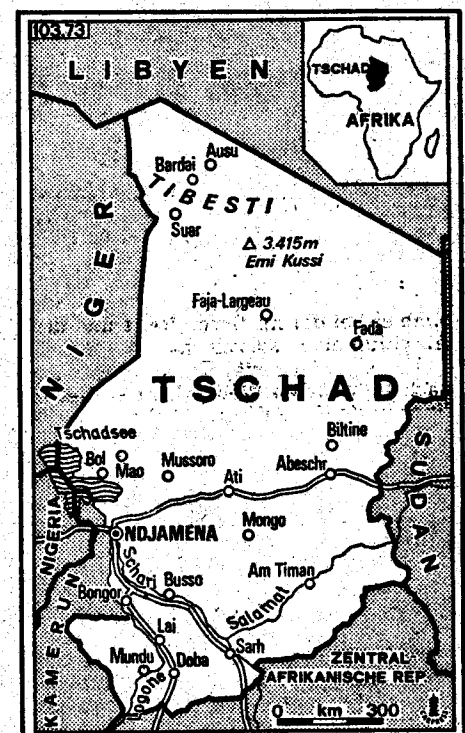 103.73
LIBYEN
TSCHAD
AFRIKA
Ausu
Bardai
TIBESTI
Suar
△ 3.415m
Emi Kussi
NIGER
Faja-Largeau
Fada
TSCHAD
Tschadsee
Biltine
SUDAN
Bol
Mao
Mussoro
Ati
Abeschr
NIGERIA
NDJAMENA
Mongo
Schari
Am Timan
Busso
Bongor
Salamat
KAMERUN
Lai
Sarh
Mundu
Doba
Logone
ZENTRAL-
AFRIKANISCHE REP.
0 km 300